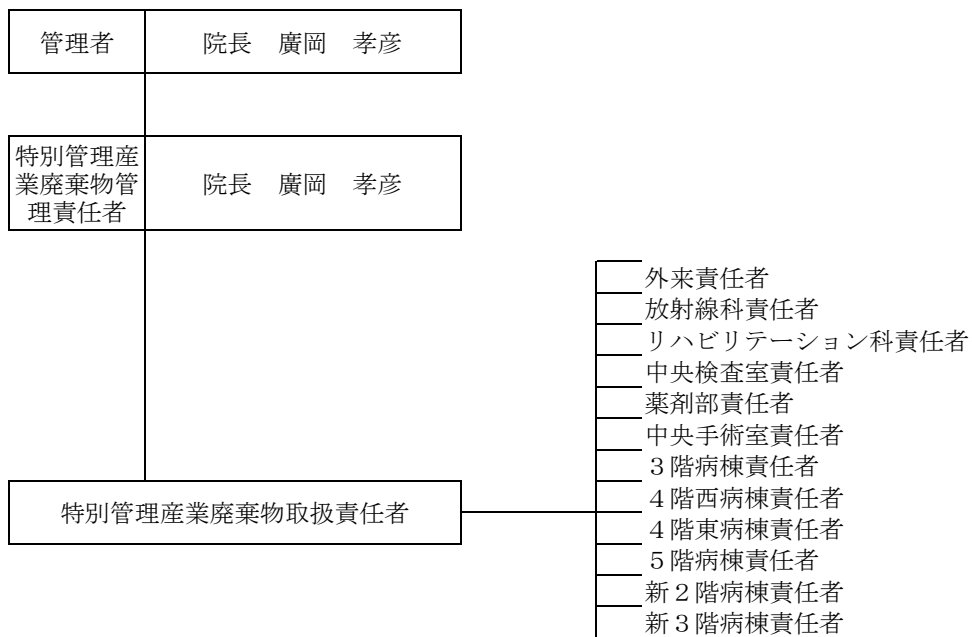 管理者
院長　廣岡　孝彦
特別管理産
業廃棄物管
理責任者
院長　廣岡　孝彦
外来責任者
放射線科責任者
リハビリテーション科責任者
中央検査室責任者
薬剤部責任者
中央手術室責任者
３階病棟責任者
４階西病棟責任者
４階東病棟責任者
５階病棟責任者
新２階病棟責任者
新３階病棟責任者
特別管理産業廃棄物取扱責任者